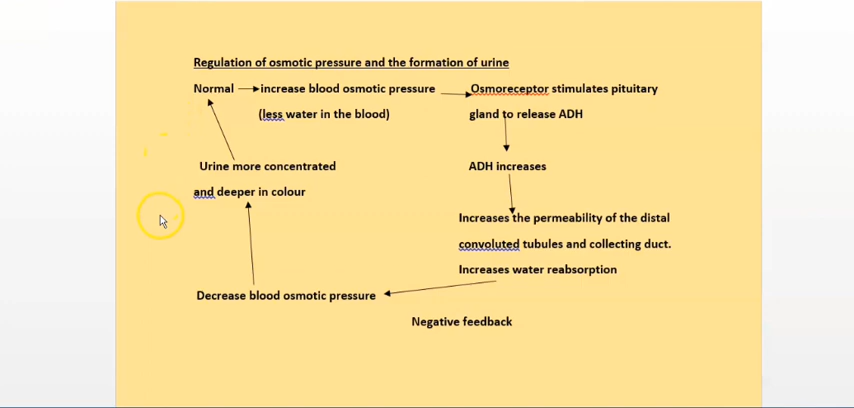 Regulation of osmotic pressure and the formation of urine
Normal increase blood osmotic pressure Osmoreceptor stimulates pituitary
(less water in the blood) gland to release ADH
Urine more concentrated ADH increases
and deeper in colour
Increases the permeability of the distal
convoluted tubules and collecting duct.
Increases water reabsorption
Decrease blood osmotic pressure
Negative feedback